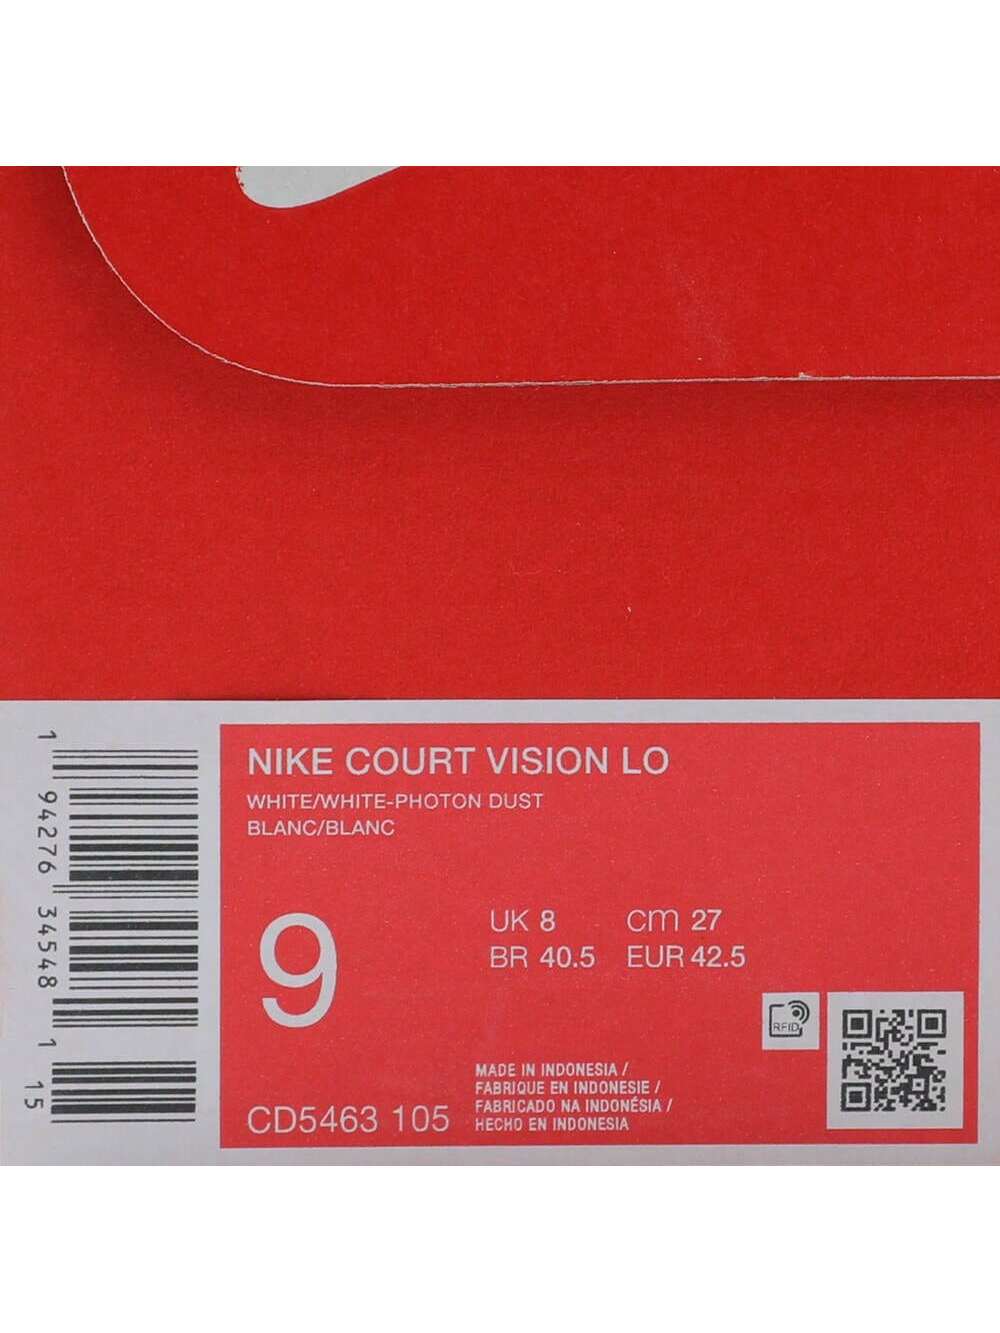 NIKE COURT VISION LO
WHITE/WHITE-PHOTON DUST
BLANC/BLANC
9
UK 8 cm 27
BR 40.5 EUR 42.5
RFID
CD5463 105
MADE IN INDONESIA /
FABRIQUE EN INDONESIE /
FABRICADO NA INDONÉSIA /
HECHO EN INDONESIA
1 94276 34548 1 15